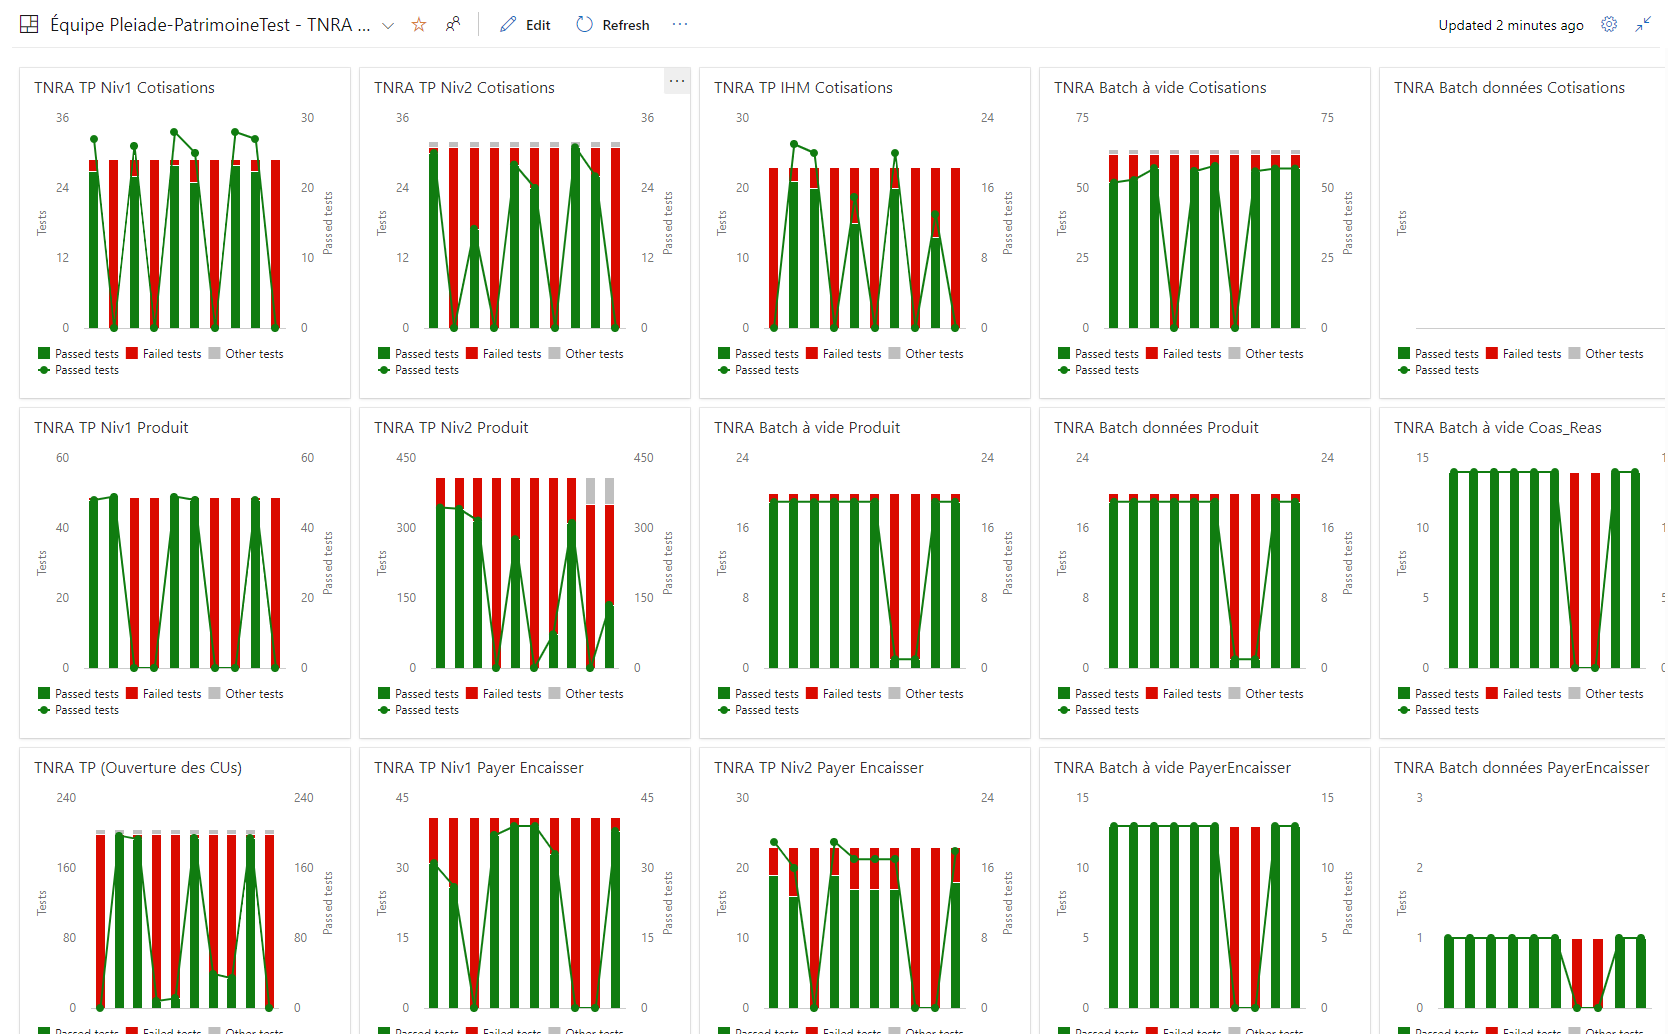 Équipe Pleiade-PatrimoineTest - TNRA ... Edit Refresh ... Updated 2 minutes ago
TNRA TP Niv1 Cotisations
36 30
24 20
12 10
0 0
Tests
Passed tests
Passed tests Failed tests Other tests
Passed tests
TNRA TP Niv2 Cotisations
...
36 36
24 24
12 12
0 0
Tests
Passed tests
Passed tests Failed tests Other tests
Passed tests
TNRA TP IHM Cotisations
30 24
20 16
10 8
0 0
Tests
Passed tests
Passed tests Failed tests Other tests
Passed tests
TNRA Batch à vide Cotisations
75 75
50 50
25 25
0 0
Tests
Passed tests
Passed tests Failed tests Other tests
Passed tests
TNRA Batch données Cotisations
Tests
Passed tests Failed tests Other tests
Passed tests
TNRA TP Niv1 Produit
60 60
40 40
20 20
0 0
Tests
Passed tests
Passed tests Failed tests Other tests
Passed tests
TNRA TP Niv2 Produit
450 450
300 300
150 150
0 0
Tests
Passed tests
Passed tests Failed tests Other tests
Passed tests
TNRA Batch à vide Produit
24 24
16 16
8 8
0 0
Tests
Passed tests
Passed tests Failed tests Other tests
Passed tests
TNRA Batch données Produit
24 24
16 16
8 8
0 0
Tests
Passed tests
Passed tests Failed tests Other tests
Passed tests
TNRA Batch à vide Coas_Reas
15
10
5
0
Tests
Passed tests Failed tests Other tests
Passed tests
TNRA TP (Ouverture des CUs)
240 240
160 160
80 80
0 0
Tests
Passed tests
Passed tests Failed tests Other tests
TNRA TP Niv1 Payer Encaisser
45 45
30 30
15 15
0 0
Tests
Passed tests
Passed tests Failed tests Other tests
TNRA TP Niv2 Payer Encaisser
30 24
20 16
10 8
0 0
Tests
Passed tests
Passed tests Failed tests Other tests
TNRA Batch à vide PayerEncaisser
15 15
10 10
5 5
0 0
Tests
Passed tests
Passed tests Failed tests Other tests
TNRA Batch données PayerEncaisser
3
2
1
0
Tests
Passed tests Failed tests Other tests